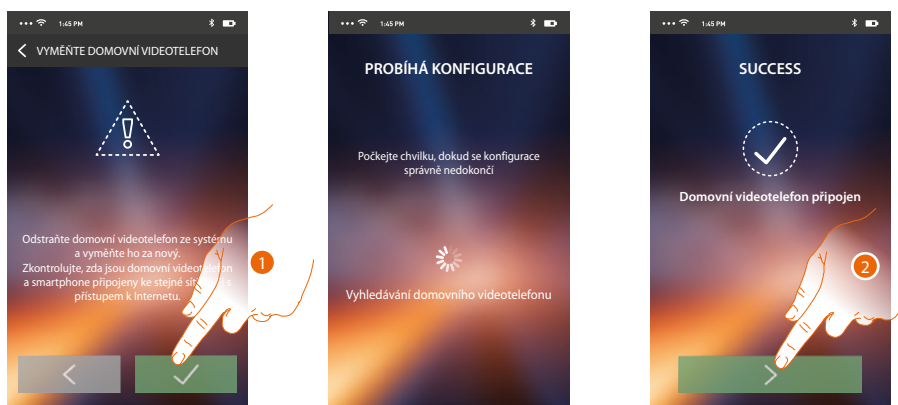 1:45 PM
VYMĚŇTE DOMOVNÍ VIDEOTELEFON
Odstraňte domovní videotelefon ze systému
a vyměňte ho za nový.
Zkontrolujte, zda jsou domovní videotelefon
a smartphone připojeny ke stejné síti s
přístupem k Internetu.
1
1:45 PM
PROBÍHÁ KONFIGURACE
Počkejte chvilku, dokud se konfigurace
správně nedokončí
Vyhledávání domovního videotelefonu
1:45 PM
SUCCESS
Domovní videotelefon připojen
2